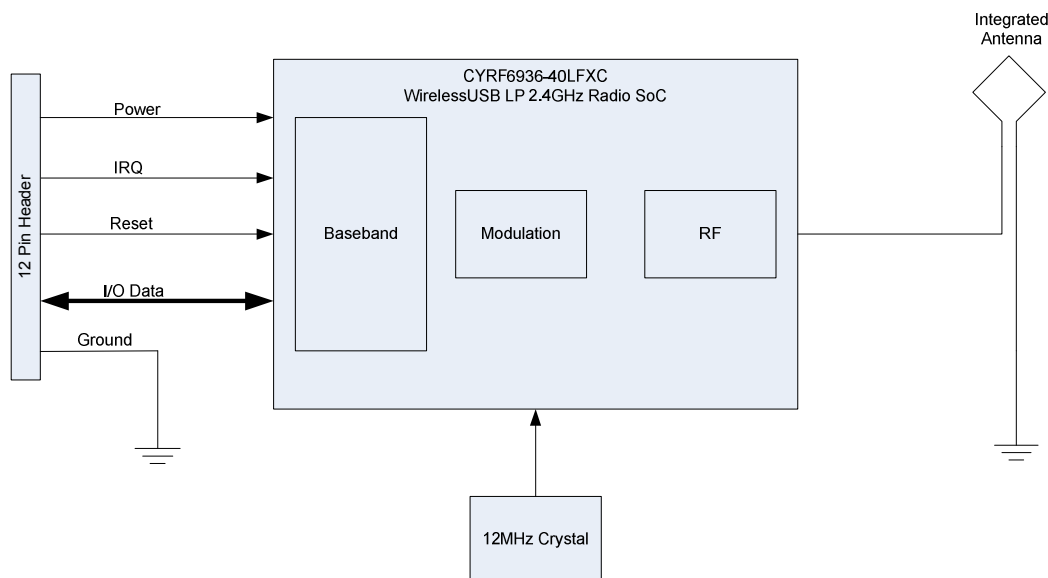 Integrated
Antenna
CYRF6936-40LFXC
WirelessUSB LP 2.4GHz Radio SoC
12 Pin Header
Power
IRQ
Reset
I/O Data
Ground
Baseband
Modulation
RF
12MHz Crystal